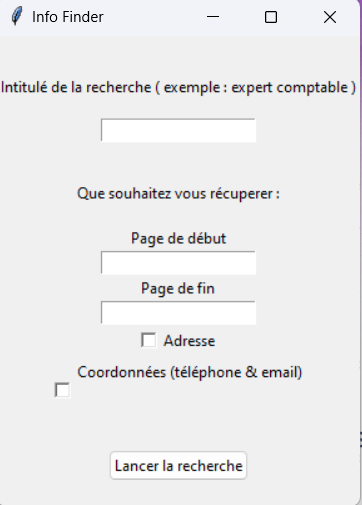 Info Finder
Intitulé de la recherche ( exemple : expert comptable )
Que souhaitez vous récuperer :
Page de début
Page de fin
Adresse
Coordonnées (téléphone & email)
Lancer la recherche